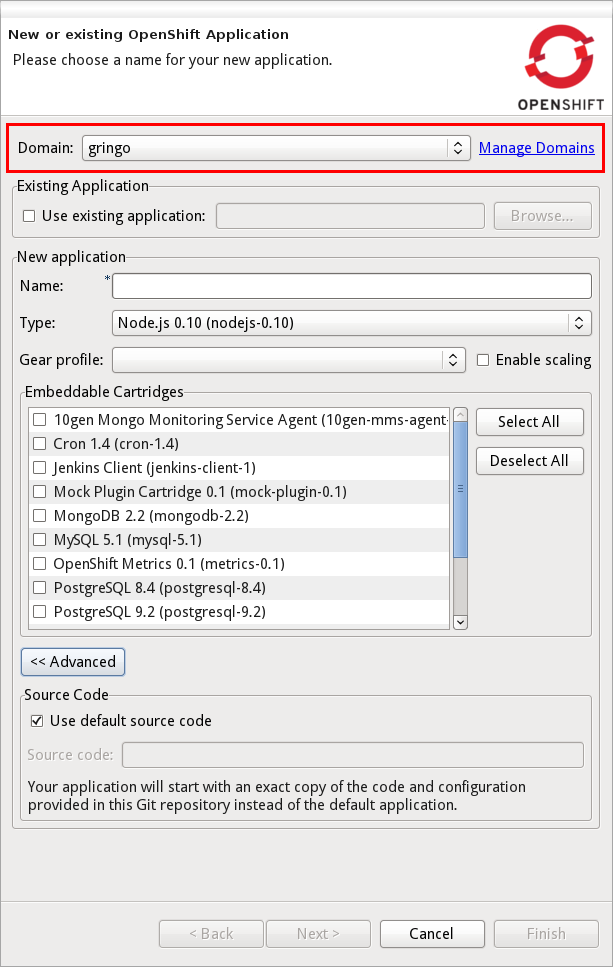 New or existing OpenShift Application
Please choose a name for your new application.
OPENSHIFT
Domain: gringo Manage Domains
Existing Application
Use existing application: Browse...
New application
Name: *
Type: Node.js 0.10 (nodejs-0.10)
Gear profile: Enable scaling
Embeddable Cartridges
10gen Mongo Monitoring Service Agent (10gen-mms-agent- Select All
Cron 1.4 (cron-1.4)
Jenkins Client (jenkins-client-1) Deselect All
Mock Plugin Cartridge 0.1 (mock-plugin-0.1)
MongoDB 2.2 (mongodb-2.2)
MySQL 5.1 (mysql-5.1)
OpenShift Metrics 0.1 (metrics-0.1)
PostgreSQL 8.4 (postgresql-8.4)
PostgreSQL 9.2 (postgresql-9.2)
<< Advanced
Source Code
Use default source code
Source code:
Your application will start with an exact copy of the code and configuration
provided in this Git repository instead of the default application.
< Back Next > Cancel Finish